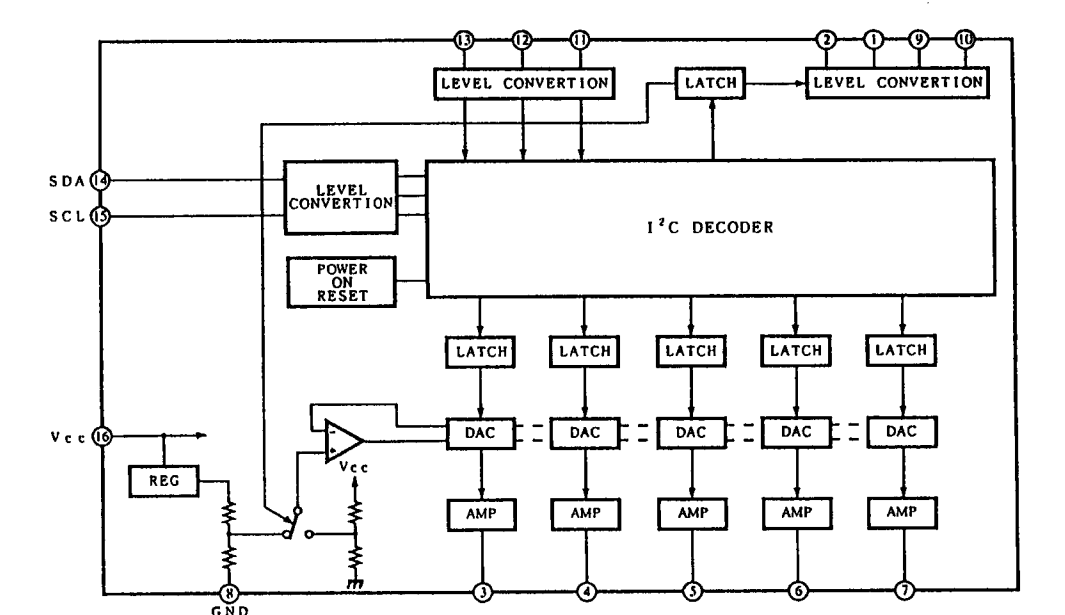 13 12 11 2 1 9 10
LEVEL CONVERTION LATCH LEVEL CONVERTION
SDA 14
SCL 15
LEVEL
CONVERTION
I²C DECODER
POWER
ON
RESET
LATCH LATCH LATCH LATCH LATCH
Vcc 16
- 
+
DAC DAC DAC DAC DAC
REG
Vcc
AMP AMP AMP AMP AMP
8 3 4 5 6 7
GND